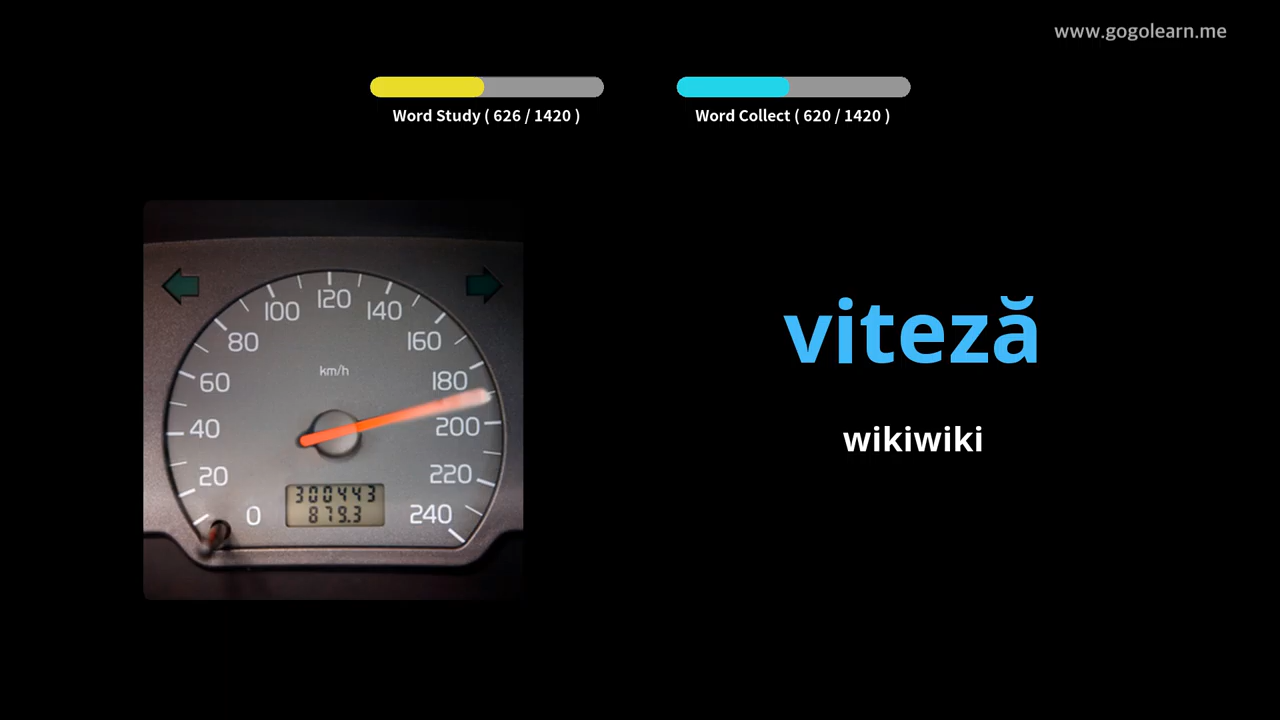 www.gogolearn.me
Word Study ( 626 / 1420 )
Word Collect ( 620 / 1420 )
120
100
140
80
160
km/h
60
180
40
200
20
220
0
240
300443
879.3
viteză
wikiwiki